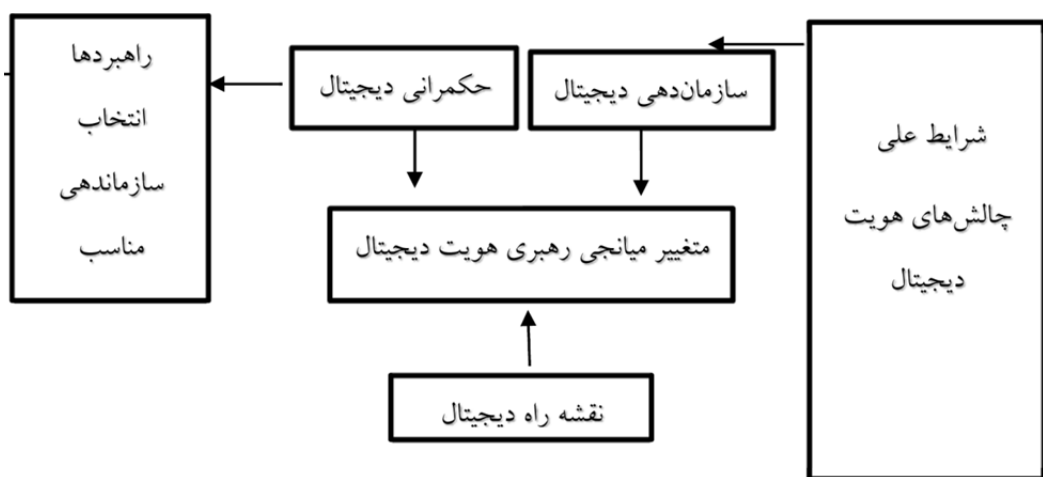 شرایط علی
چالش‌های هویت
دیجیتال
سازمان‌دهی دیجیتال
حکمرانی دیجیتال
متغییر میانجی رهبری هویت دیجیتال
نقشه راه دیجیتال
راهبردها
انتخاب
سازماندهی
مناسب